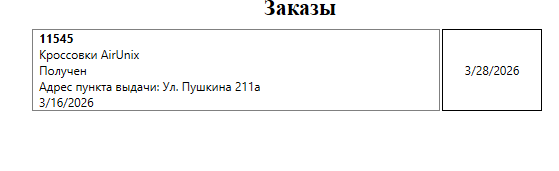 Заказы
11545
Кроссовки AirUnix
Получен
Адрес пункта выдачи: Ул. Пушкина 211а
3/16/2026
3/28/2026